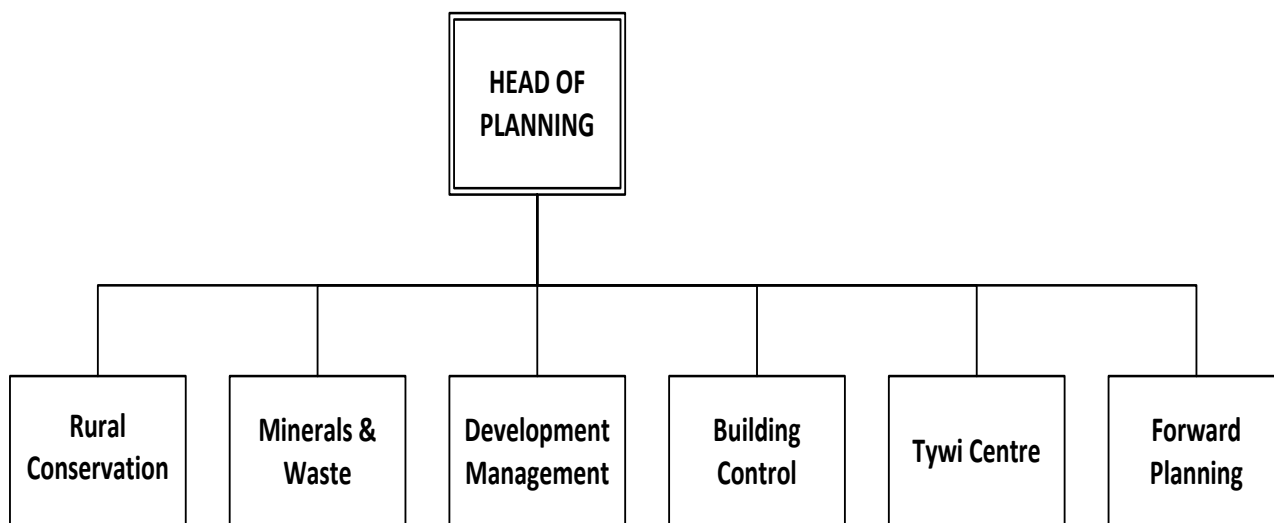 HEAD OF
PLANNING
Rural
Conservation
Minerals &
Waste
Development
Management
Building
Control
Tywi Centre
Forward
Planning